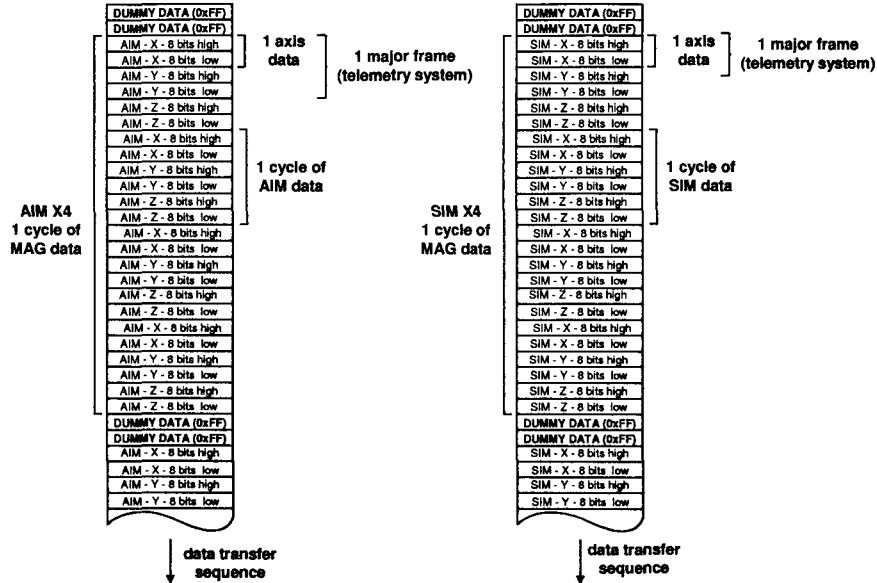 DUMMY DATA (0xFF)
DUMMY DATA (0xFF)
AIM - X - 8 bits high
AIM - X - 8 bits low
AIM - Y - 8 bits high
AIM - Y - 8 bits low
AIM - Z - 8 bits high
AIM - Z - 8 bits low
AIM - X - 8 bits high
AIM - X - 8 bits low
AIM - Y - 8 bits high
AIM - Y - 8 bits low
AIM - Z - 8 bits high
AIM - Z - 8 bits low
AIM - X - 8 bits high
AIM - X - 8 bits low
AIM - Y - 8 bits high
AIM - Y - 8 bits low
AIM - Z - 8 bits high
AIM - Z - 8 bits low
AIM - X - 8 bits high
AIM - X - 8 bits low
AIM - Y - 8 bits high
AIM - Y - 8 bits low
AIM - Z - 8 bits high
AIM - Z - 8 bits low
DUMMY DATA (0xFF)
DUMMY DATA (0xFF)
AIM - X - 8 bits high
AIM - X - 8 bits low
AIM - Y - 8 bits high
AIM - Y - 8 bits low
AIM X4
1 cycle of
MAG data
1 axis
data
1 major frame
(telemetry system)
1 cycle of
AIM data
data transfer
sequence
DUMMY DATA (0xFF)
DUMMY DATA (0xFF)
SIM - X - 8 bits high
SIM - X - 8 bits low
SIM - Y - 8 bits high
SIM - Y - 8 bits low
SIM - Z - 8 bits high
SIM - Z - 8 bits low
SIM - X - 8 bits high
SIM - X - 8 bits low
SIM - Y - 8 bits high
SIM - Y - 8 bits low
SIM - Z - 8 bits high
SIM - Z - 8 bits low
SIM - X - 8 bits high
SIM - X - 8 bits low
SIM - Y - 8 bits high
SIM - Y - 8 bits low
SIM - Z - 8 bits high
SIM - Z - 8 bits low
SIM - X - 8 bits high
SIM - X - 8 bits low
SIM - Y - 8 bits high
SIM - Y - 8 bits low
SIM - Z - 8 bits high
SIM - Z - 8 bits low
DUMMY DATA (0xFF)
DUMMY DATA (0xFF)
SIM - X - 8 bits high
SIM - X - 8 bits low
SIM - Y - 8 bits high
SIM - Y - 8 bits low
SIM X4
1 cycle of
MAG data
1 axis
data
1 major frame
(telemetry system)
1 cycle of
SIM data
data transfer
sequence